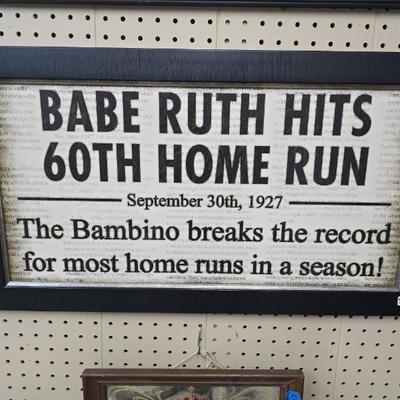 BABE RUTH HITS
60TH HOME RUN
September 30th, 1927
The Bambino breaks the record
for most home runs in a season!